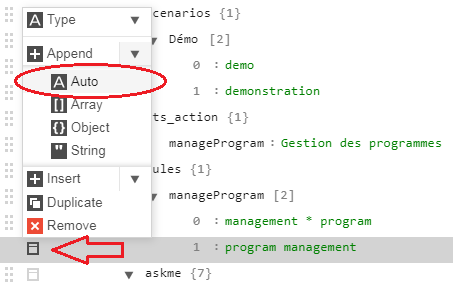 Type
cenarios {1}
Append
Démo [2]
Auto
0 : demo
Array
1 : demonstration
Object
ts_action {1}
String
manageProgram : Gestion des programmes
Insert
ules {1}
Duplicate
manageProgram [2]
Remove
0 : management * program
1 : program management
askme {7}